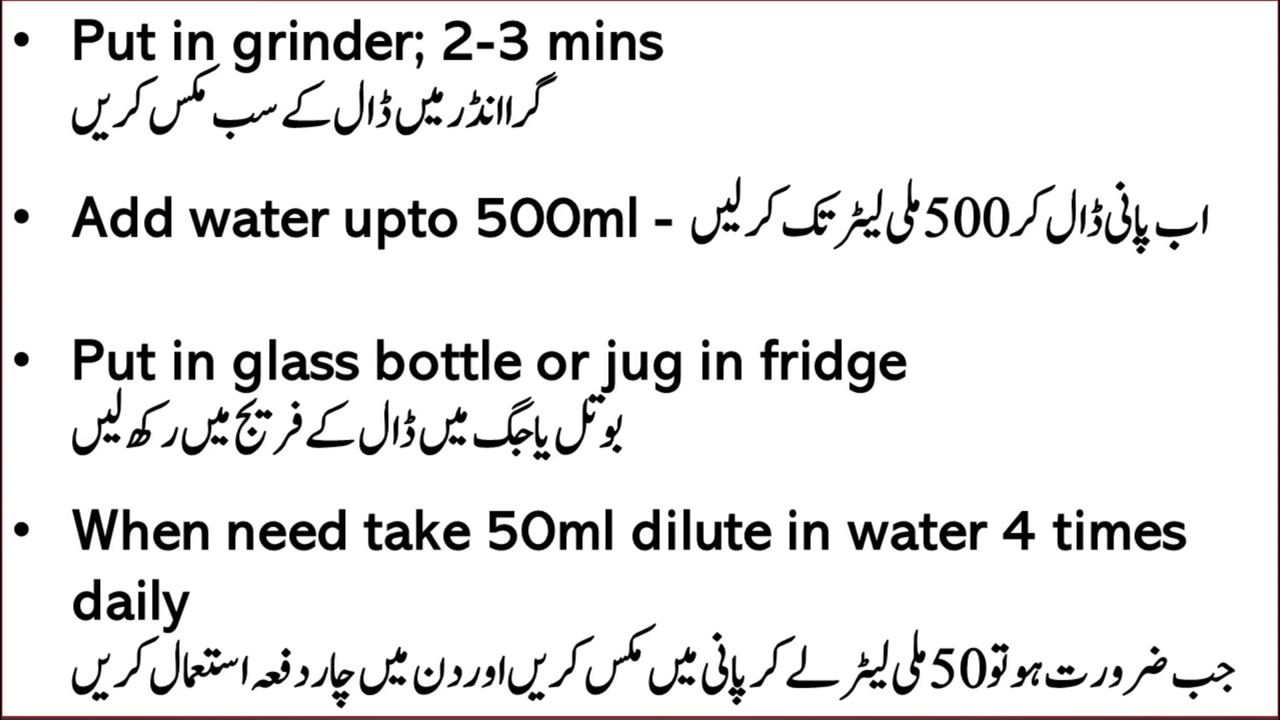 • Put in grinder; 2-3 mins
گراانڈر میں ڈال کے سب مکس کریں
• Add water upto 500ml - اب پانی ڈال کر 500 ملی لیٹر تک کر لیں
• Put in glass bottle or jug in fridge
بوتل یا جگ میں ڈال کے فریج میں رکھ لیں
• When need take 50ml dilute in water 4 times
daily
جب ضرورت ہو تو 50 ملی لیٹر لے کر پانی میں مکس کریں اور دن میں چار دفعہ استعمال کریں